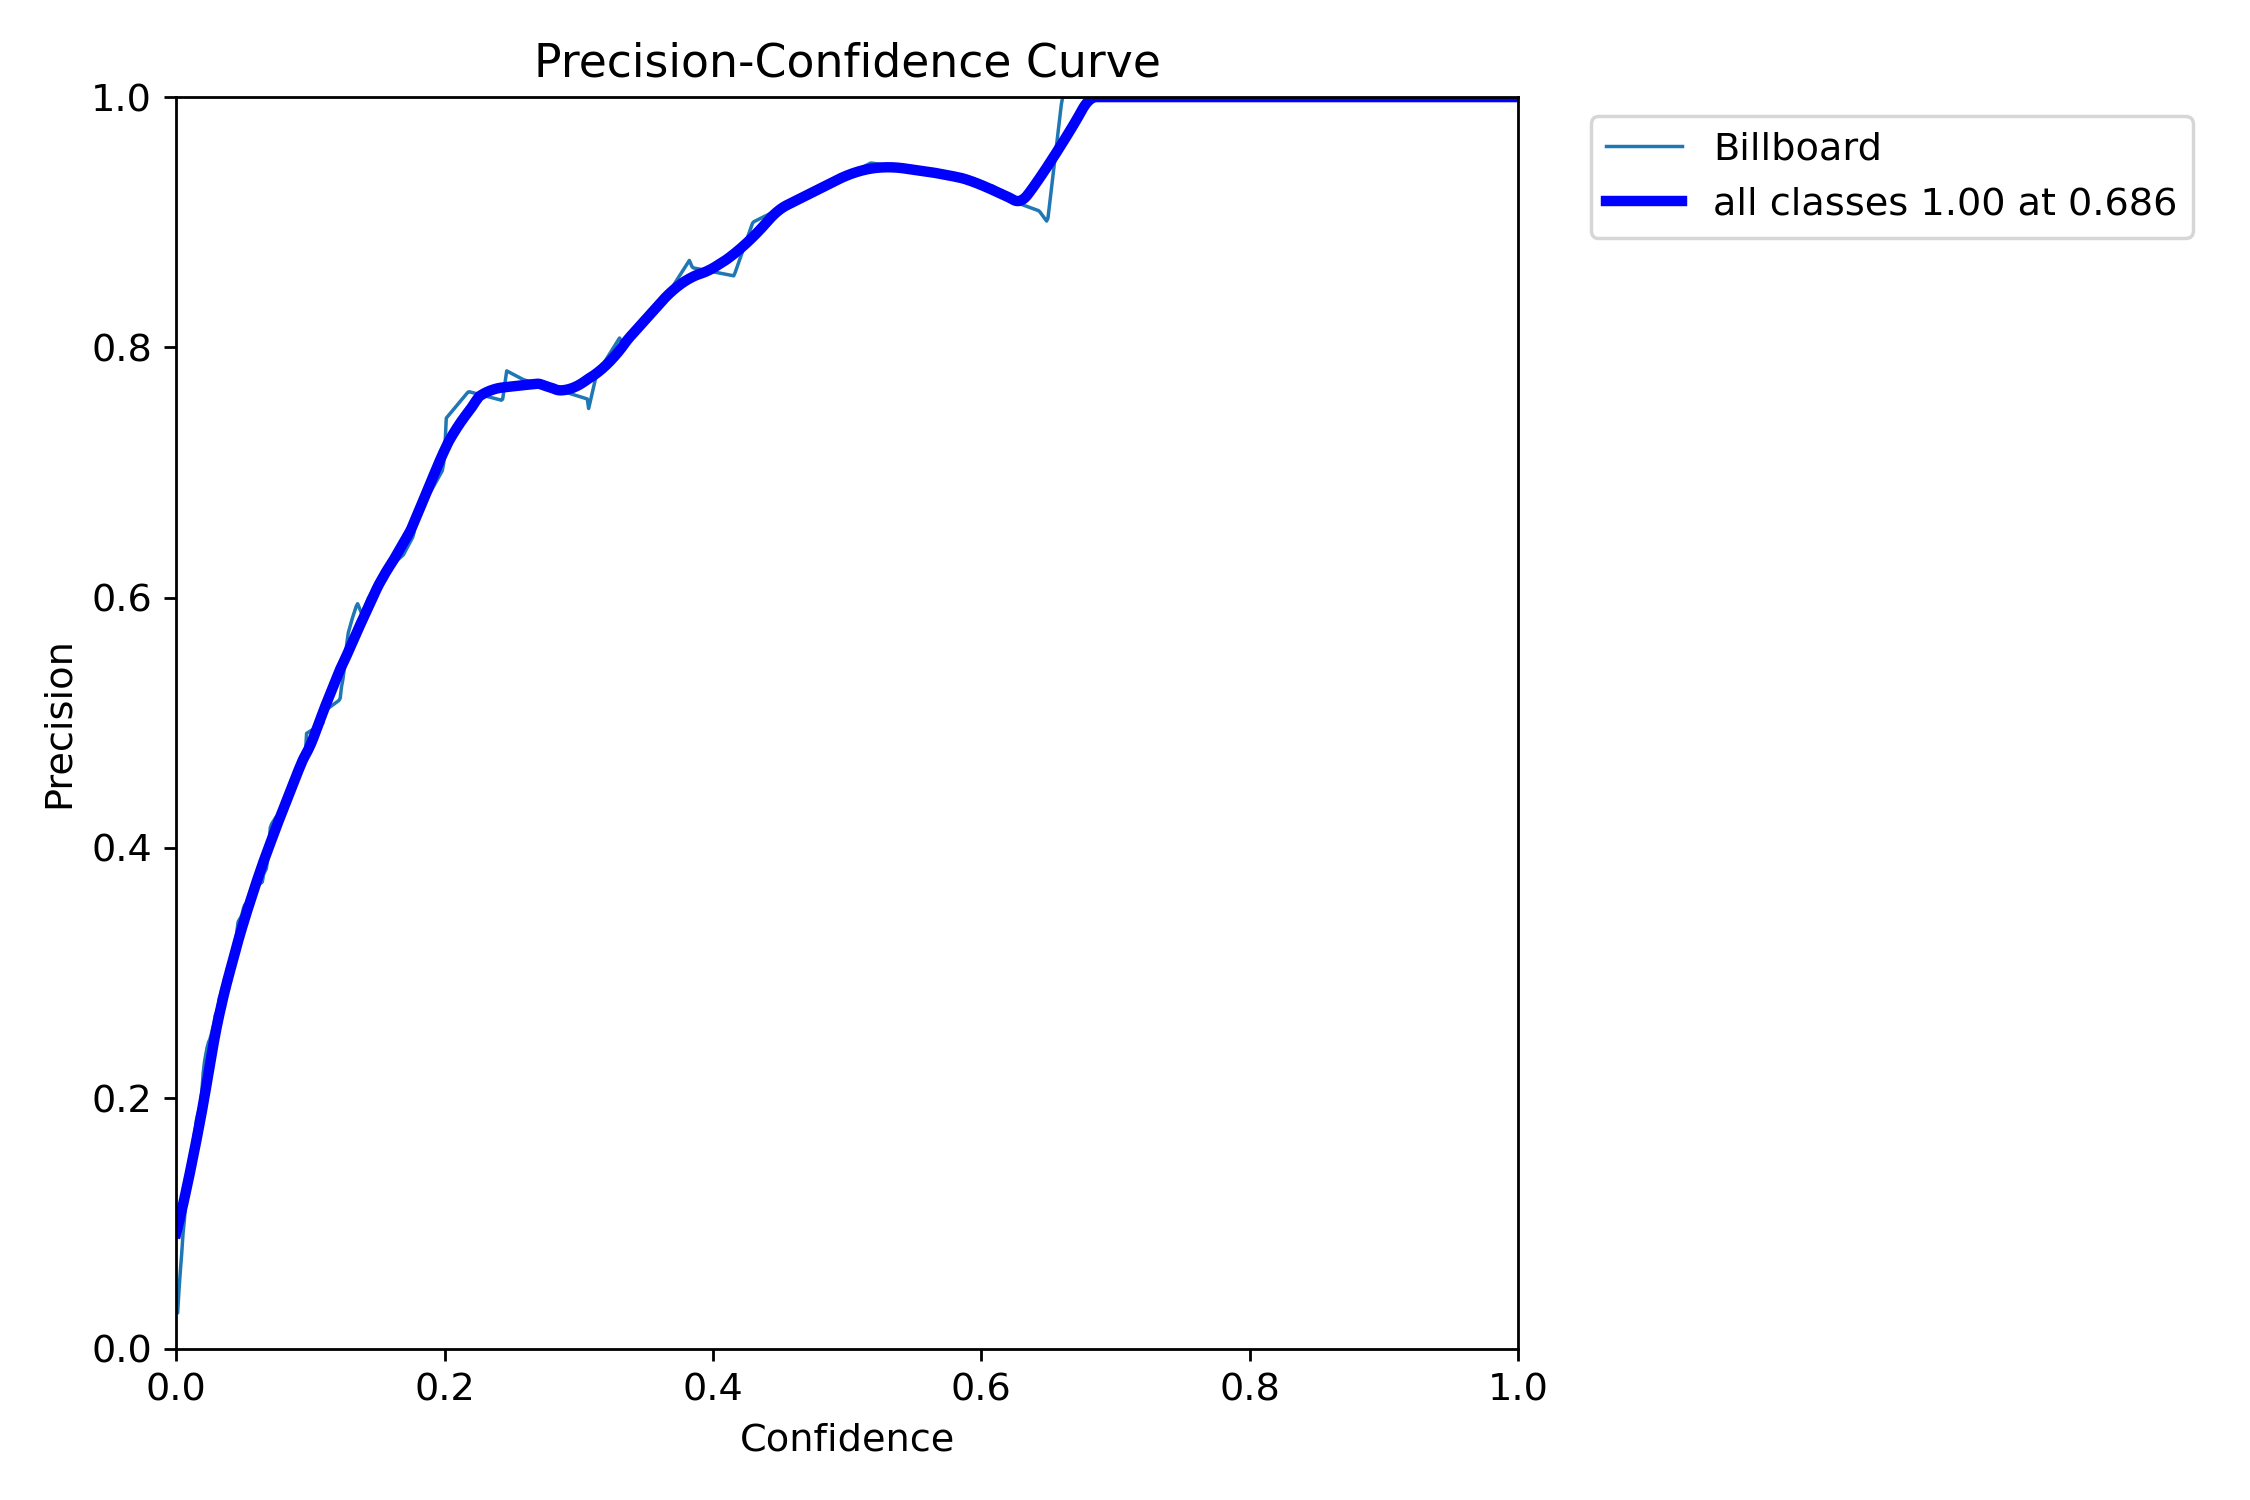 Precision-Confidence Curve
1.0
0.8
0.6
0.4
0.2
0.0
Precision
0.0 0.2 0.4 0.6 0.8 1.0
Confidence
Billboard
all classes 1.00 at 0.686